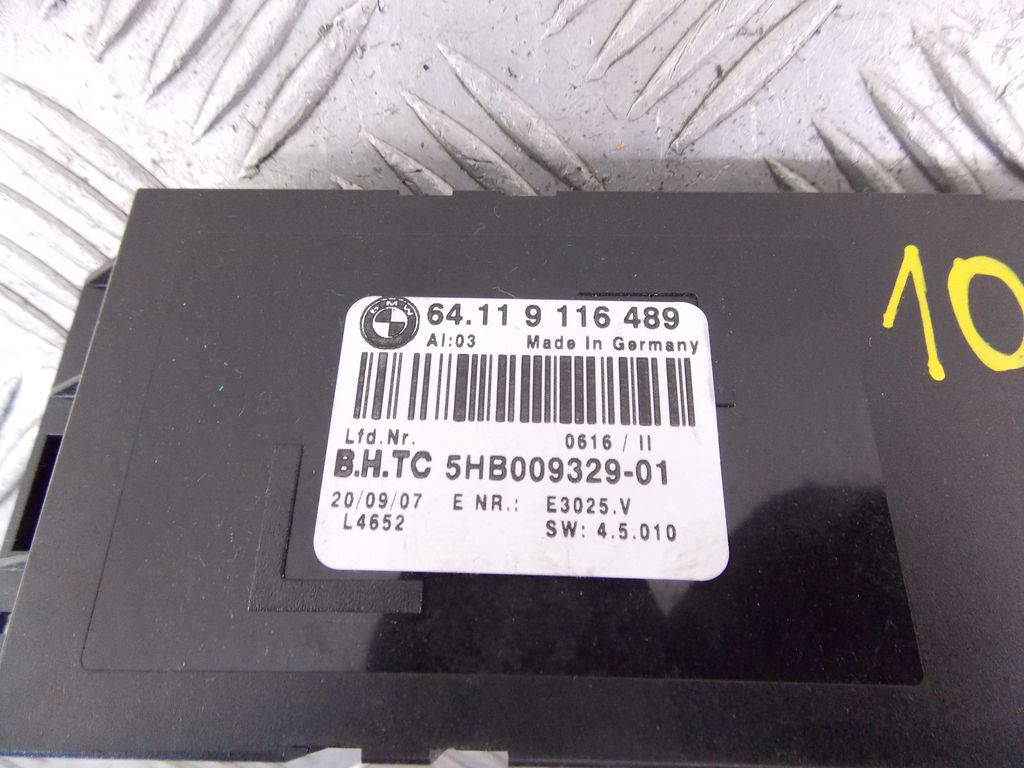 BMW 64.11 9 116 489
AI:03 Made In Germany
Lfd.Nr. 0616 / II
B.H.TC 5HB009329-01
20/09/07 E NR.: E3025.V
L4652 SW: 4.5.010
10